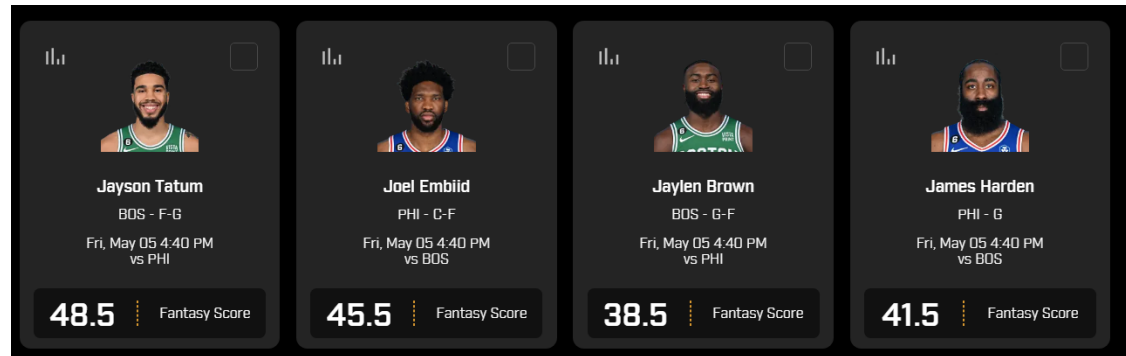 Jayson Tatum
BOS - F-G
Fri, May 05 4:40 PM
vs PHI
48.5 Fantasy Score
Joel Embiid
PHI - C-F
Fri, May 05 4:40 PM
vs BOS
45.5 Fantasy Score
Jaylen Brown
BOS - G-F
Fri, May 05 4:40 PM
vs PHI
38.5 Fantasy Score
James Harden
PHI - G
Fri, May 05 4:40 PM
vs BOS
41.5 Fantasy Score